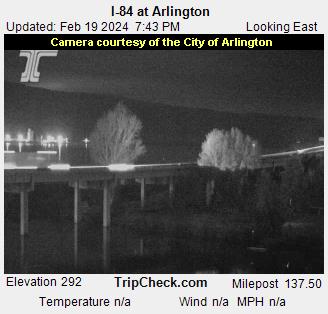 I-84 at Arlington
Updated: Feb 19 2024 7:43 PM Looking East
Camera courtesy of the City of Arlington
Elevation 292 TripCheck.com Milepost 137.50
Temperature n/a Wind n/a MPH n/a